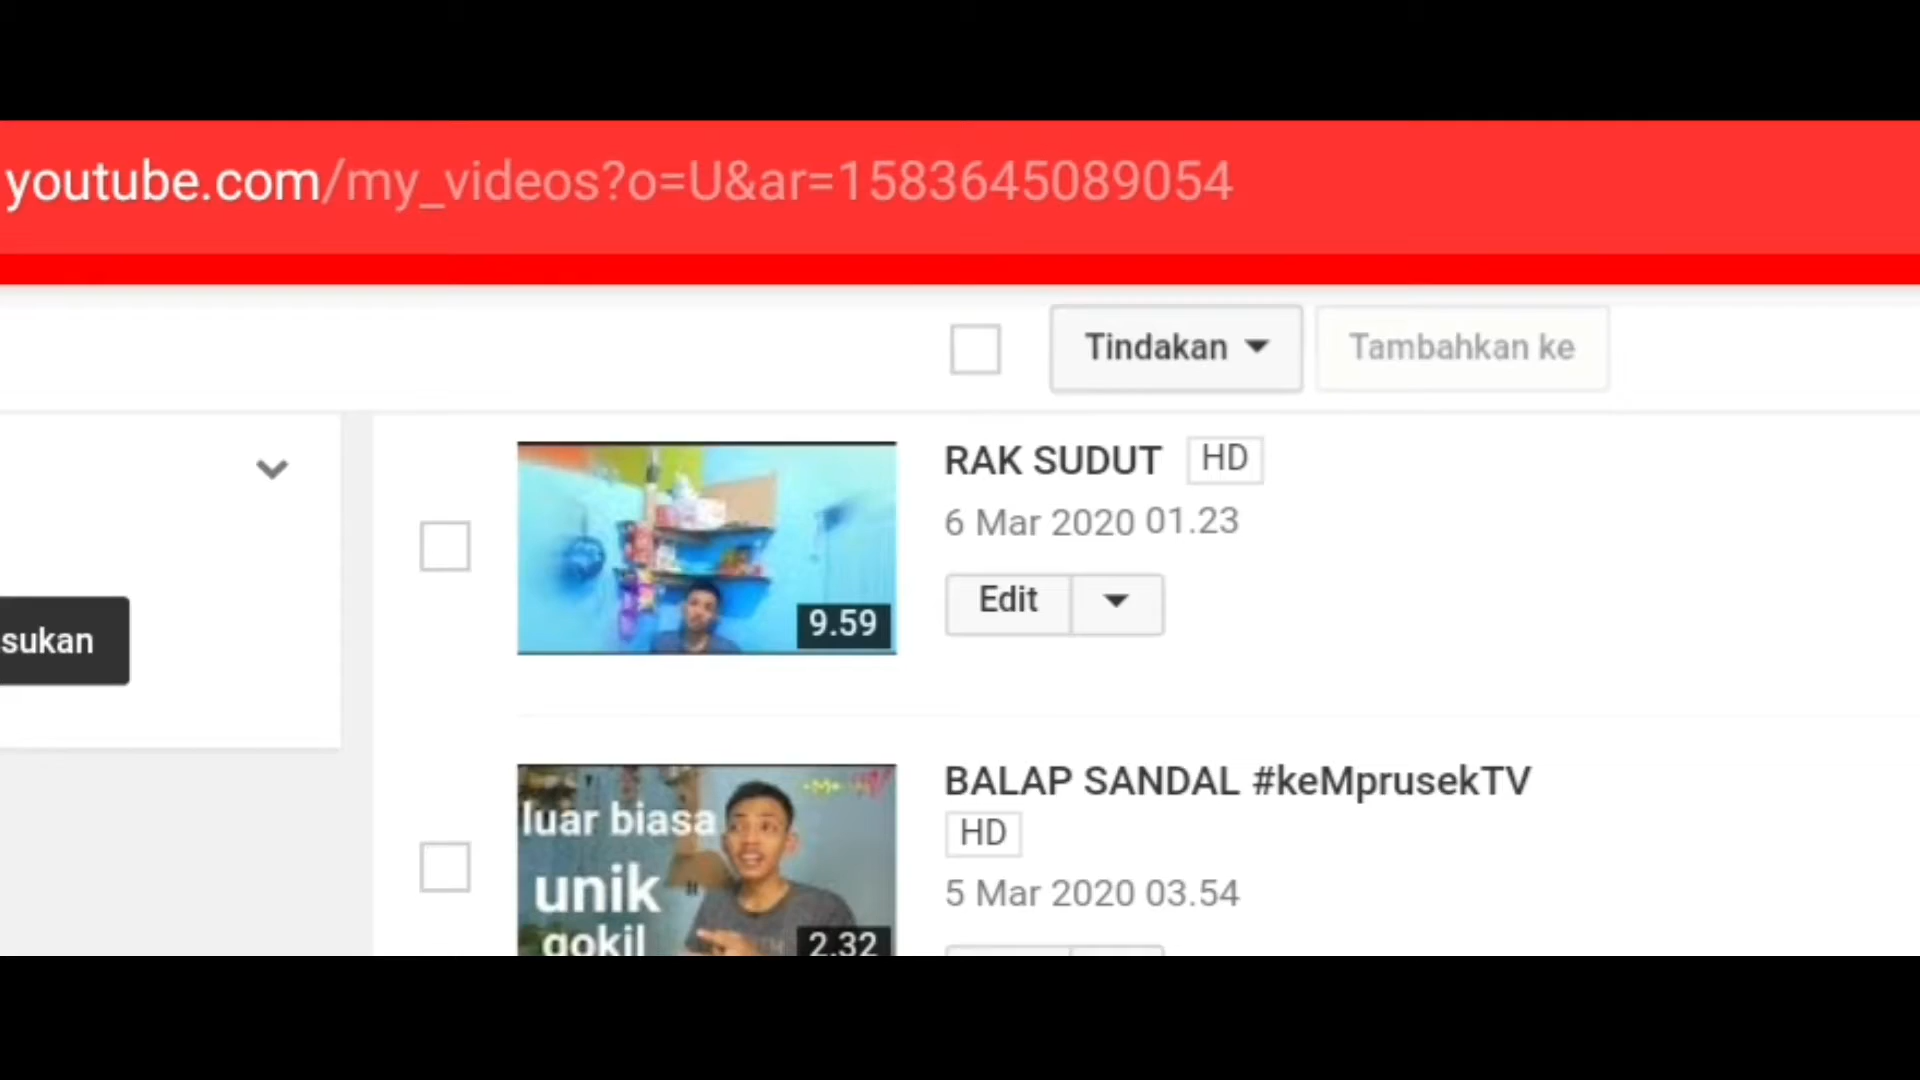 youtube.com/my_videos?o=U&ar=1583645089054
Tindakan Tambahkan ke
RAK SUDUT HD
6 Mar 2020 01.23
Edit
9.59
sukan
BALAP SANDAL #keMprusekTV
HD
5 Mar 2020 03.54
luar biasa
unik
gokil
2.32